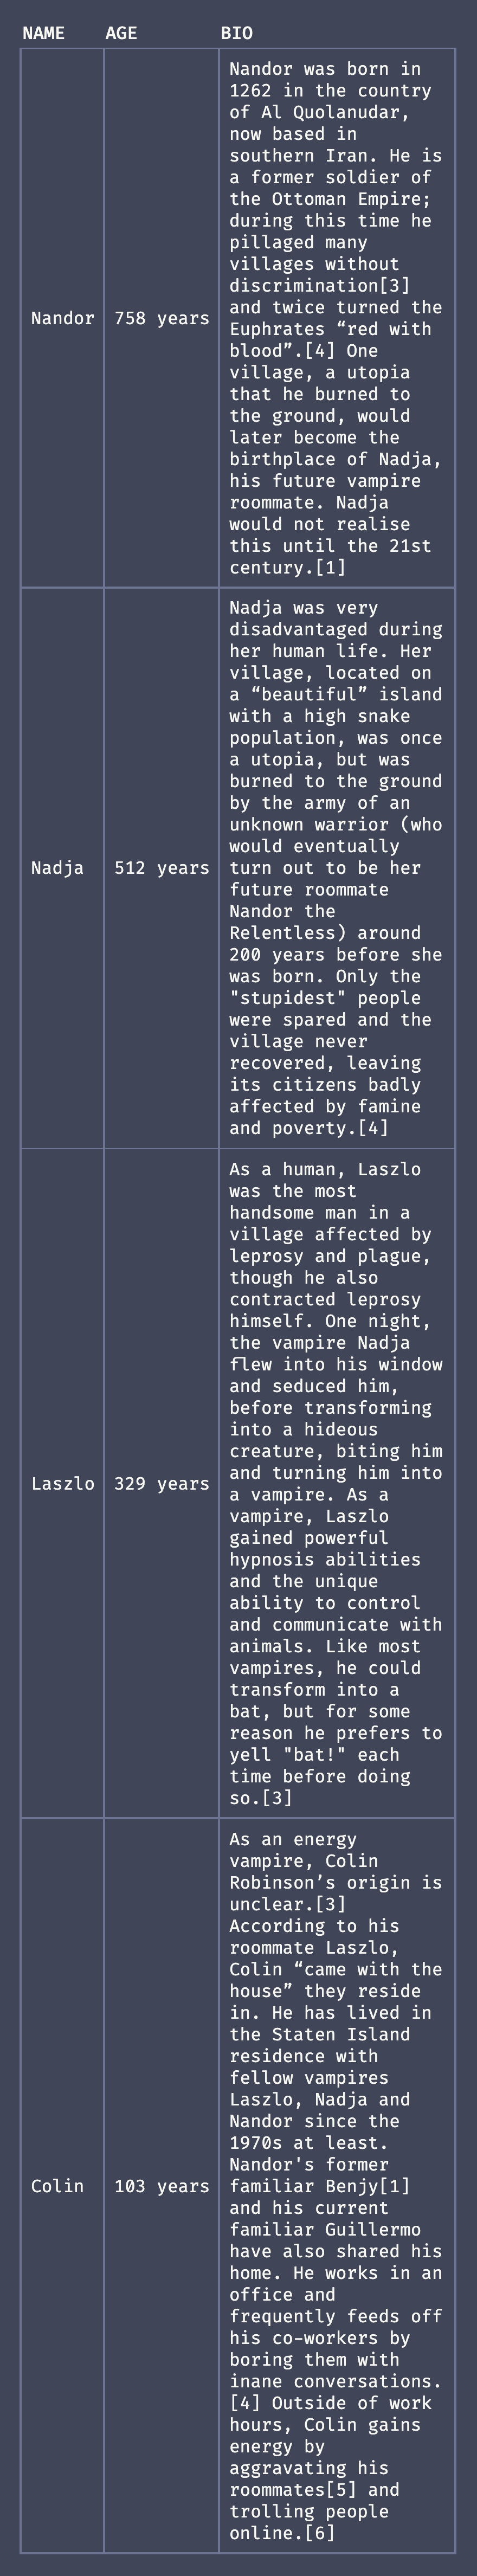 NAME AGE BIO
Nandor was born in
1262 in the country
of Al Quolanudar,
now based in
southern Iran. He is
a former soldier of
the Ottoman Empire;
during this time he
pillaged many
villages without
discrimination[3]
Nandor 758 years and twice turned the
Euphrates “red with
blood”.[4] One
village, a utopia
that he burned to
the ground, would
later become the
birthplace of Nadja,
his future vampire
roommate. Nadja
would not realise
this until the 21st
century.[1]
Nadja was very
disadvantaged during
her human life. Her
village, located on
a “beautiful” island
with a high snake
population, was once
a utopia, but was
burned to the ground
by the army of an
unknown warrior (who
would eventually
Nadja 512 years turn out to be her
future roommate
Nandor the
Relentless) around
200 years before she
was born. Only the
"stupidest" people
were spared and the
village never
recovered, leaving
its citizens badly
affected by famine
and poverty.[4]
As a human, Laszlo
was the most
handsome man in a
village affected by
leprosy and plague,
though he also
contracted leprosy
himself. One night,
the vampire Nadja
flew into his window
and seduced him,
before transforming
into a hideous
creature, biting him
and turning him into
Laszlo 329 years a vampire. As a
vampire, Laszlo
gained powerful
hypnosis abilities
and the unique
ability to control
and communicate with
animals. Like most
vampires, he could
transform into a
bat, but for some
reason he prefers to
yell "bat!" each
time before doing
so.[3]
As an energy
vampire, Colin
Robinson’s origin is
unclear.[3]
According to his
roommate Laszlo,
Colin “came with the
house” they reside
in. He has lived in
the Staten Island
residence with
fellow vampires
Laszlo, Nadja and
Nandor since the
1970s at least.
Nandor's former
Colin 103 years familiar Benjy[1]
and his current
familiar Guillermo
have also shared his
home. He works in an
office and
frequently feeds off
his co–workers by
boring them with
inane conversations.
[4] Outside of work
hours, Colin gains
energy by
aggravating his
roommates[5] and
trolling people
online.[6]